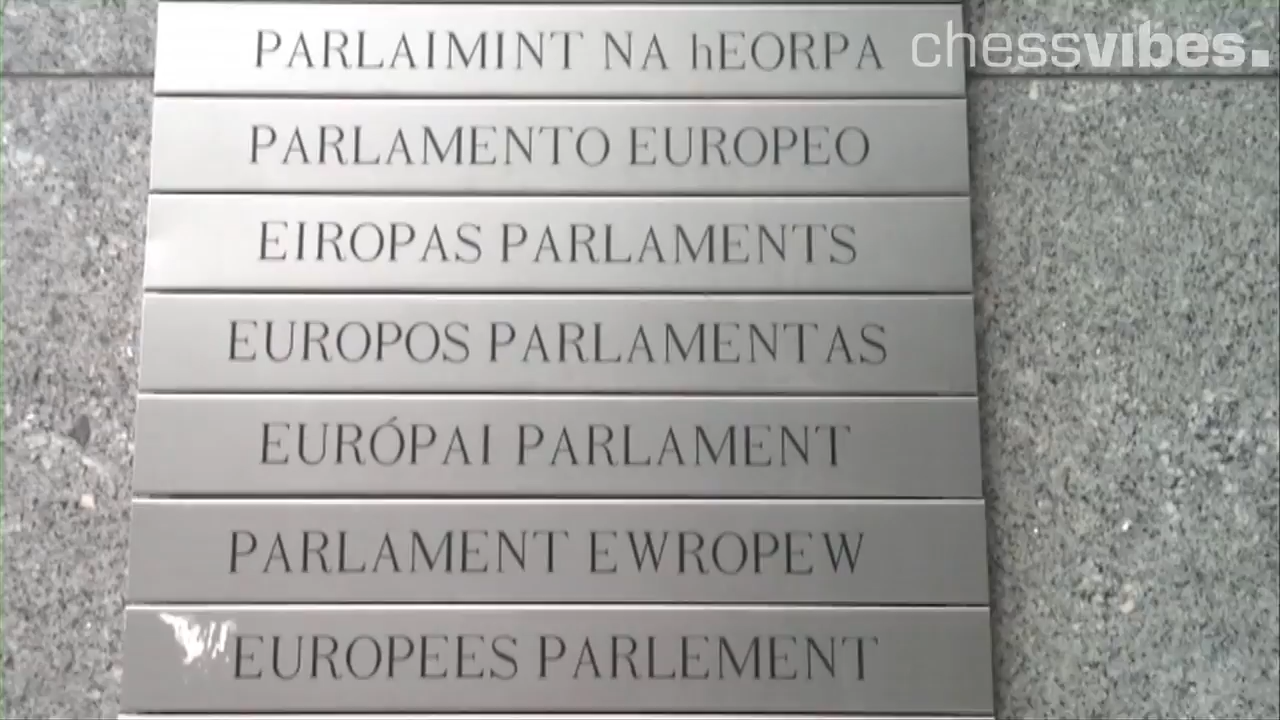 PARLAIMINT NA hEORPA
chessvibes.
PARLAMENTO EUROPEO
EIROPAS PARLAMENTS
EUROPOS PARLAMENTAS
EURÓPAI PARLAMENT
PARLAMENT EWROPEW
EUROPEES PARLEMENT